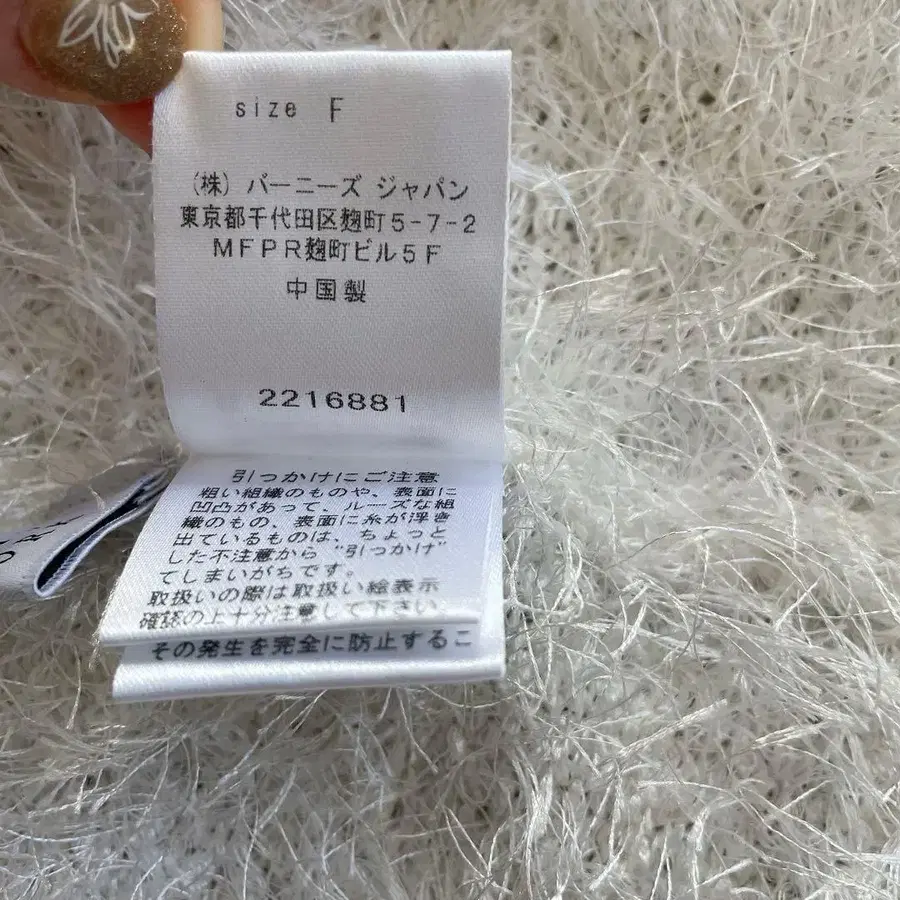 size F
(株) バーニーズ ジャパン
東京都千代田区麹町5-7-2
MFPR麹町ビル5F
中国製
2216881
引っかけにご注意
粗い組織のものや、表面に
凹凸があって、ルーズな組
織のもの、表面に糸が浮き
出ているものは、ちょっと
した不注意から "引っかけ"
てしまいがちです。
取扱いの際は取扱い絵表示
確認の上十分注意して下さい。
その発生を完全に防止するこ